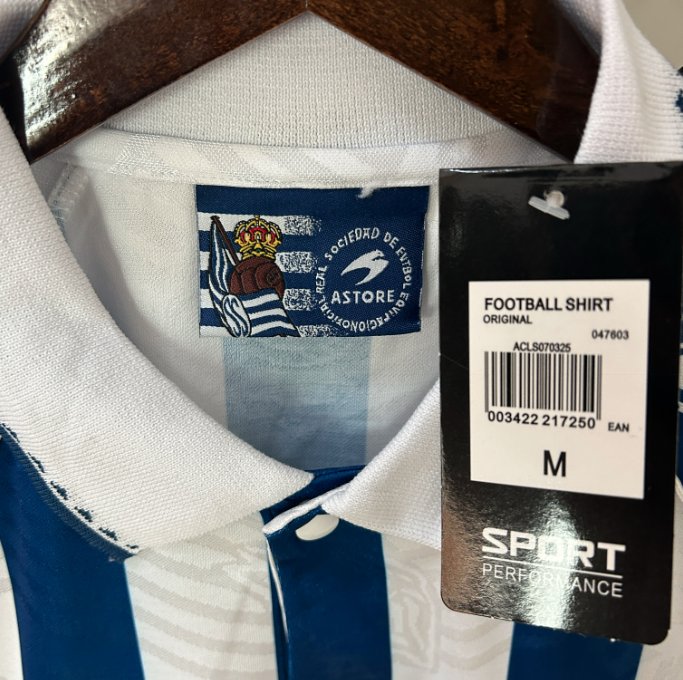 REAL SOCIEDAD DE FUTBOL EQUIPACION OFICIAL
ASTORE
FOOTBALL SHIRT
ORIGINAL
047603
ACLS070325
003422 217250
EAN
M
SPORT
PERFORMANCE